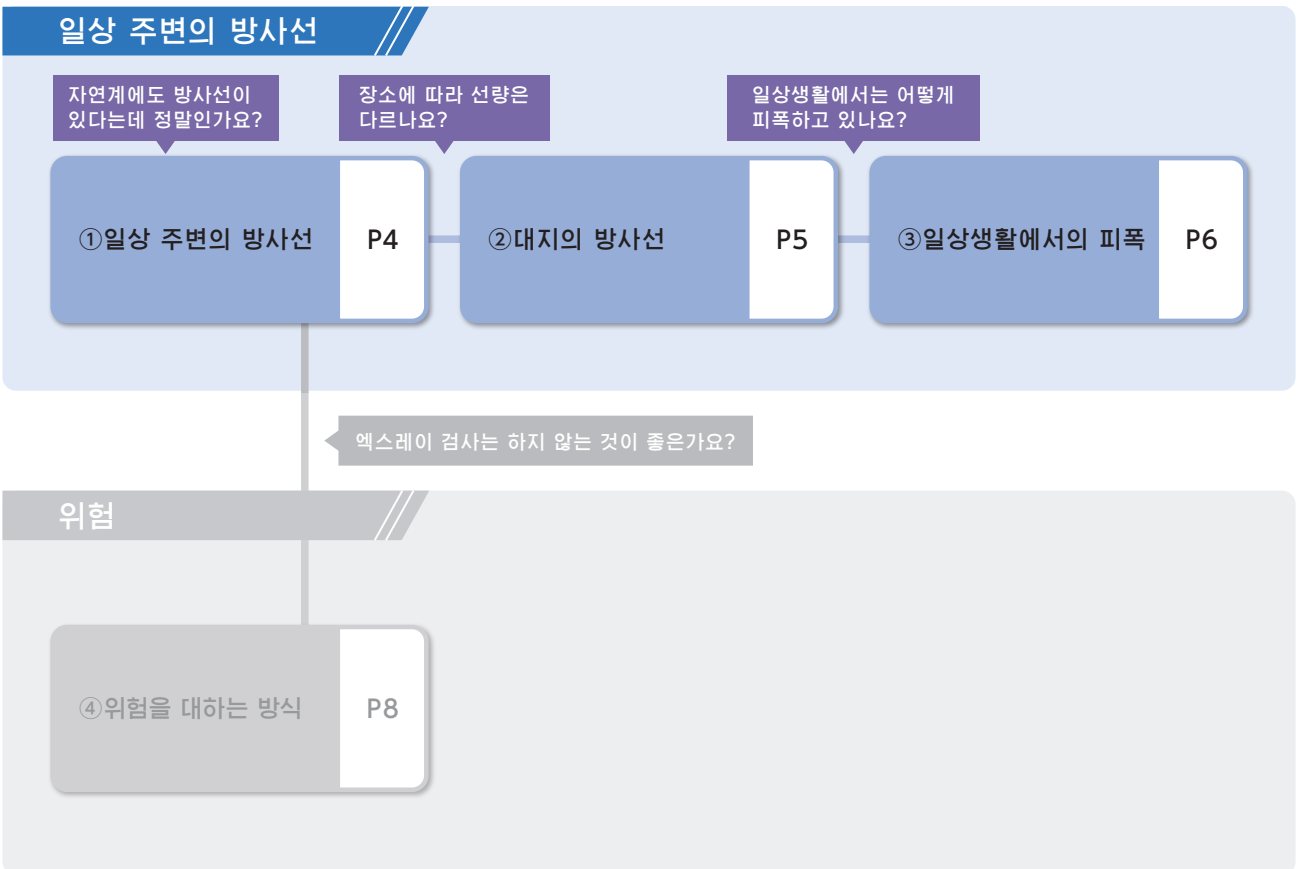 일상 주변의 방사선
자연계에도 방사선이
있다는데 정말인가요?
장소에 따라 선량은
다르나요?
일상생활에서는 어떻게
피폭하고 있나요?
①일상 주변의 방사선 P4
②대지의 방사선 P5
③일상생활에서의 피폭 P6
엑스레이 검사는 하지 않는 것이 좋은가요?
위험
④위험을 대하는 방식 P8